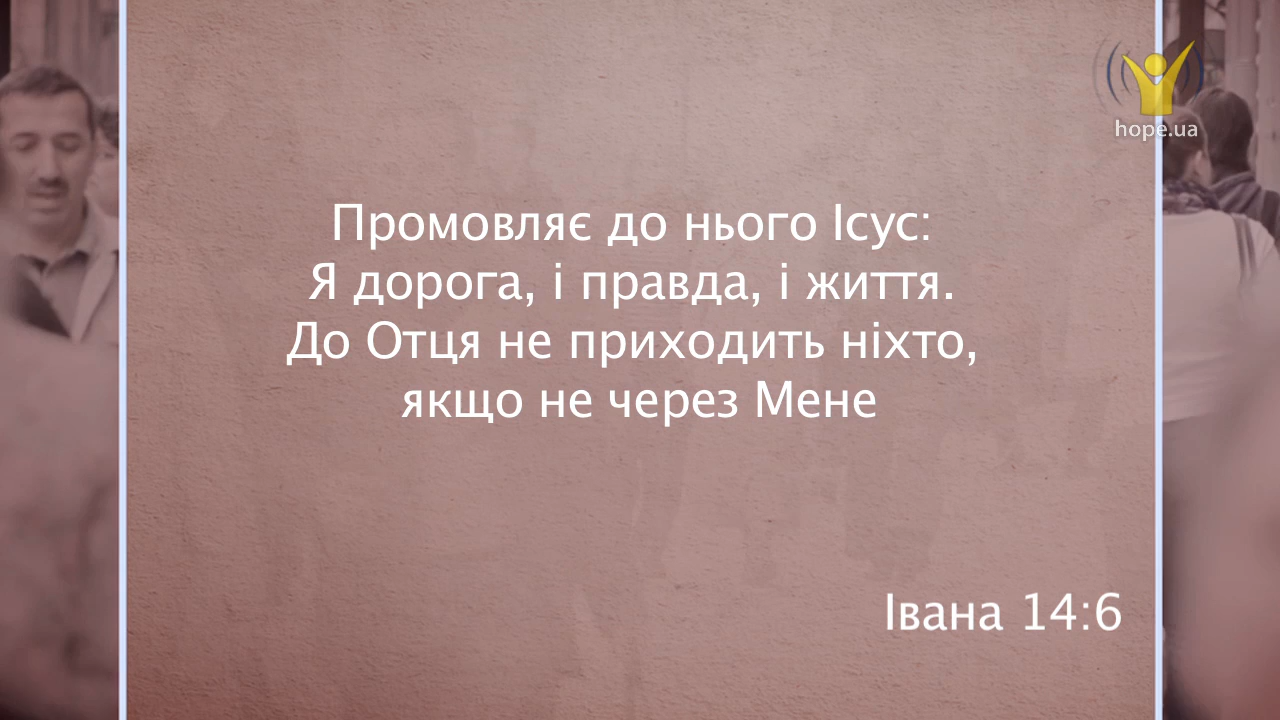 hope.ua
Промовляє до нього Ісус:
Я дорога, і правда, і життя.
До Отця не приходить ніхто,
якщо не через Мене
Івана 14:6